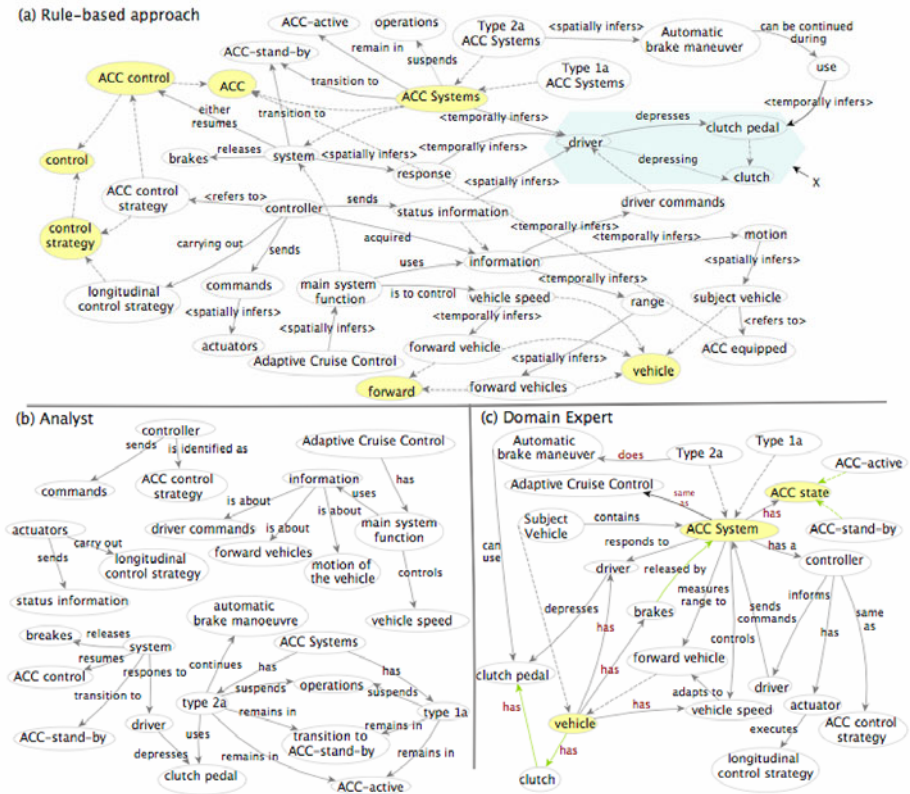 (a) Rule-based approach
ACC-active
operations
Type 2a
ACC Systems
<spatially infers>
Automatic
brake maneuver
can be continued
during
ACC-stand-by
remain in
suspends
use
ACC control
ACC
transition to
Type 1a
ACC Systems
ACC Systems
<temporally infers>
either
resumes
transition to
<temporally infers>
depresses
clutch pedal
control
brakes
releases
system
<spatially infers>
<temporally infers>
driver
response
depressing
clutch
X
ACC control
strategy
<refers to>
controller
sends
status information
<spatially infers>
driver commands
control
strategy
carrying out
sends
acquired
<temporally infers>
motion
<temporally infers>
information
<spatially infers>
longitudinal
control strategy
commands
main system
function
uses
<temporally infers>
is to control
vehicle speed
range
subject vehicle
<spatially infers>
<spatially infers>
<temporally infers>
<refers to>
actuators
forward vehicle
<spatially infers>
ACC equipped
Adaptive Cruise Control
vehicle
forward
forward vehicles
(b) Analyst
controller
sends
is identified as
commands
ACC control
strategy
Adaptive Cruise Control
has
information
uses
is about
is about
main system
function
driver commands
is about
forward vehicles
motion
of the vehicle
controls
vehicle speed
actuators
carry out
sends
longitudinal
control strategy
status information
automatic
brake manoeuvre
breakes
releases
system
ACC Systems
resumes
ACC control
respones to
continues
has
has
transition to
suspends
operations
suspends
type 2a
type 1a
ACC-stand-by
driver
remains in
transition to
ACC-stand-by
remains in
depresses
uses
clutch pedal
remains in
remains in
ACC-active
(c) Domain Expert
Automatic
brake maneuver
does
Type 2a
Type 1a
ACC-active
Adaptive Cruise Control
same
as
ACC state
has
Subject
Vehicle
contains
ACC System
ACC-stand-by
can
use
responds to
has a
controller
driver
released by
measures
range to
informs
depresses
brakes
sends
commands
same
as
has
controls
has
clutch pedal
has
forward vehicle
driver
has
adapts to
actuator
vehicle
has
vehicle speed
ACC control
strategy
has
executes
clutch
longitudinal
control strategy